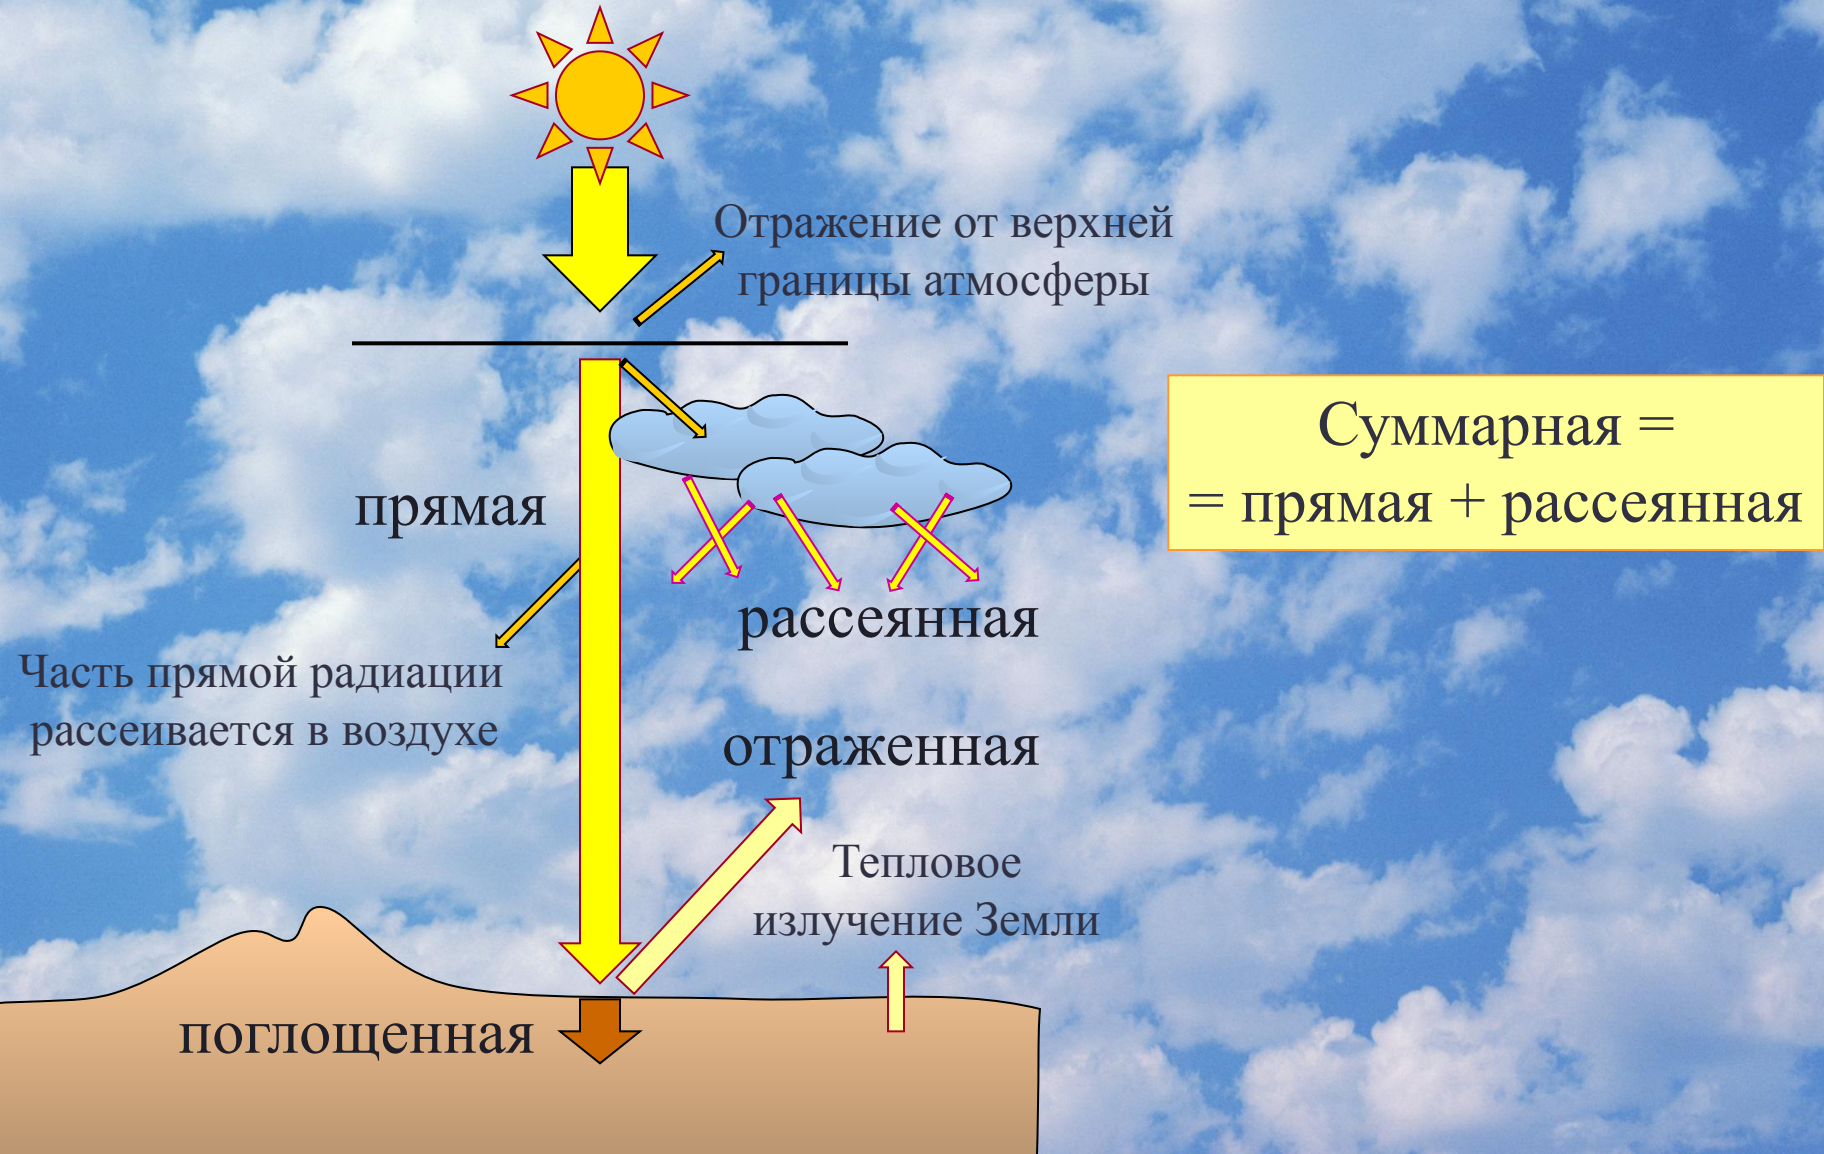 Отражение от верхней
границы атмосферы
Суммарная =
= прямая + рассеянная
прямая
рассеянная
Часть прямой радиации
рассеивается в воздухе
отраженная
Тепловое
излучение Земли
поглощенная